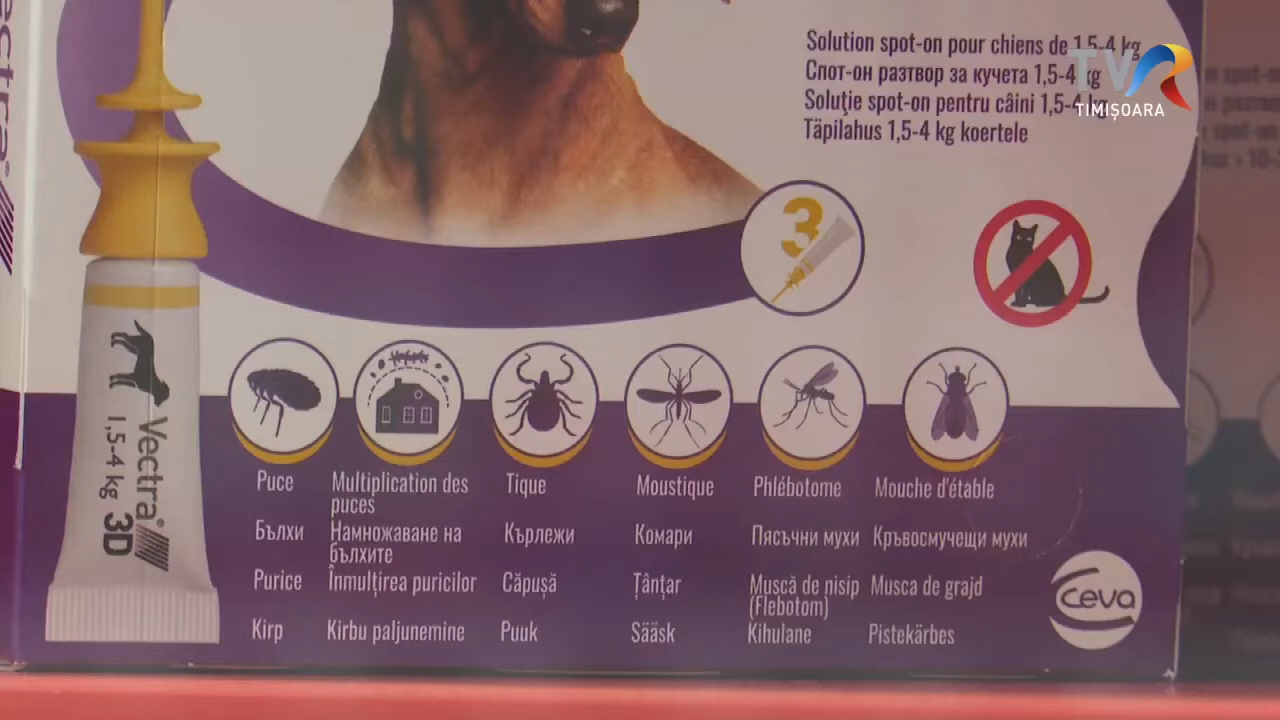 Solution spot-on pour chiens de 1,5-4 kg
Спот-он разтвор за кучета 1,5-4 kg
Soluţie spot-on pentru câini 1,5-4 kg
Täpilahus 1,5-4 kg koertele
TVR
TIMIȘOARA
3
Vectra®
3D
1,5-4 kg
Puce
Multiplication des
puces
Tique
Moustique
Phlébotome
Mouche d'étable
Бълхи
Намножаване на
бълхите
Кърлежи
Комари
Пясъчни мухи
Кръвосмучещи мухи
Purice
Înmulţirea puricilor
Căpușă
Ţânţar
Muscă de nisip
(Flebotom)
Musca de grajd
Kirp
Kirbu paljunemine
Puuk
Sääsk
Kihulane
Pistekärbes
Ceva